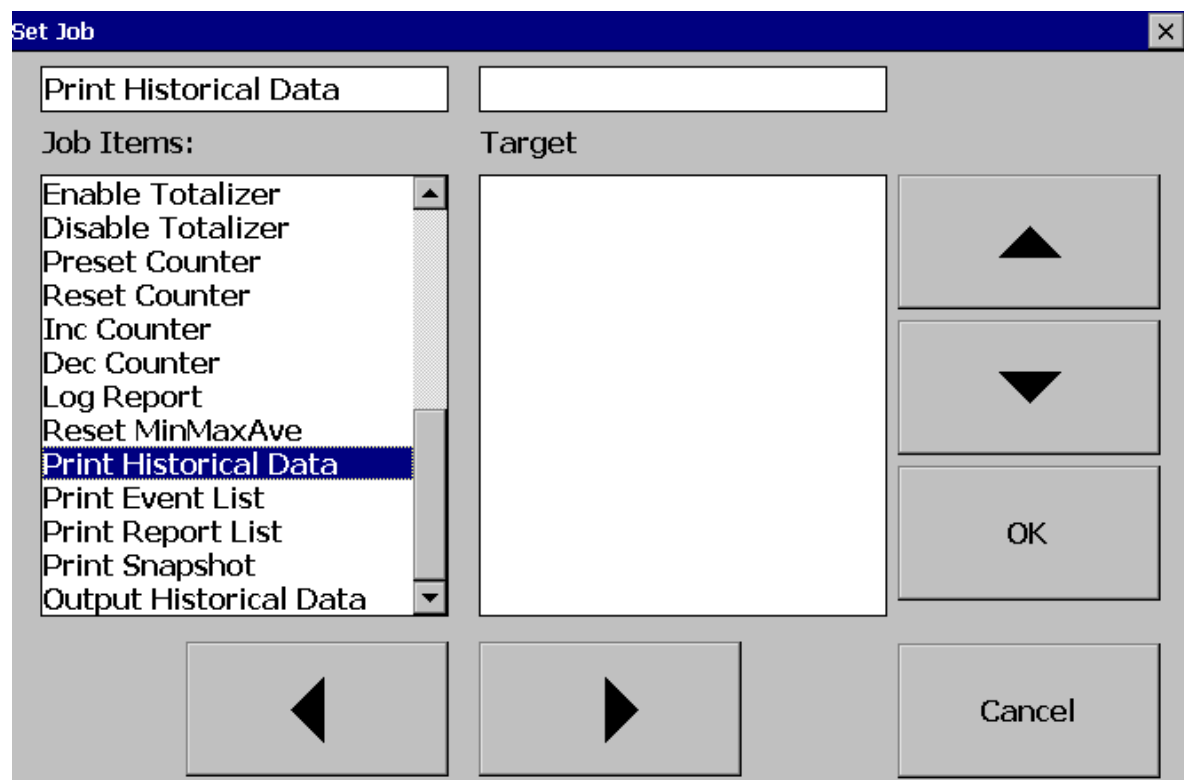 Set Job
Print Historical Data
Job Items:
Target
Enable Totalizer
Disable Totalizer
Preset Counter
Reset Counter
Inc Counter
Dec Counter
Log Report
Reset MinMaxAve
Print Historical Data
Print Event List
Print Report List
Print Snapshot
Output Historical Data
OK
Cancel